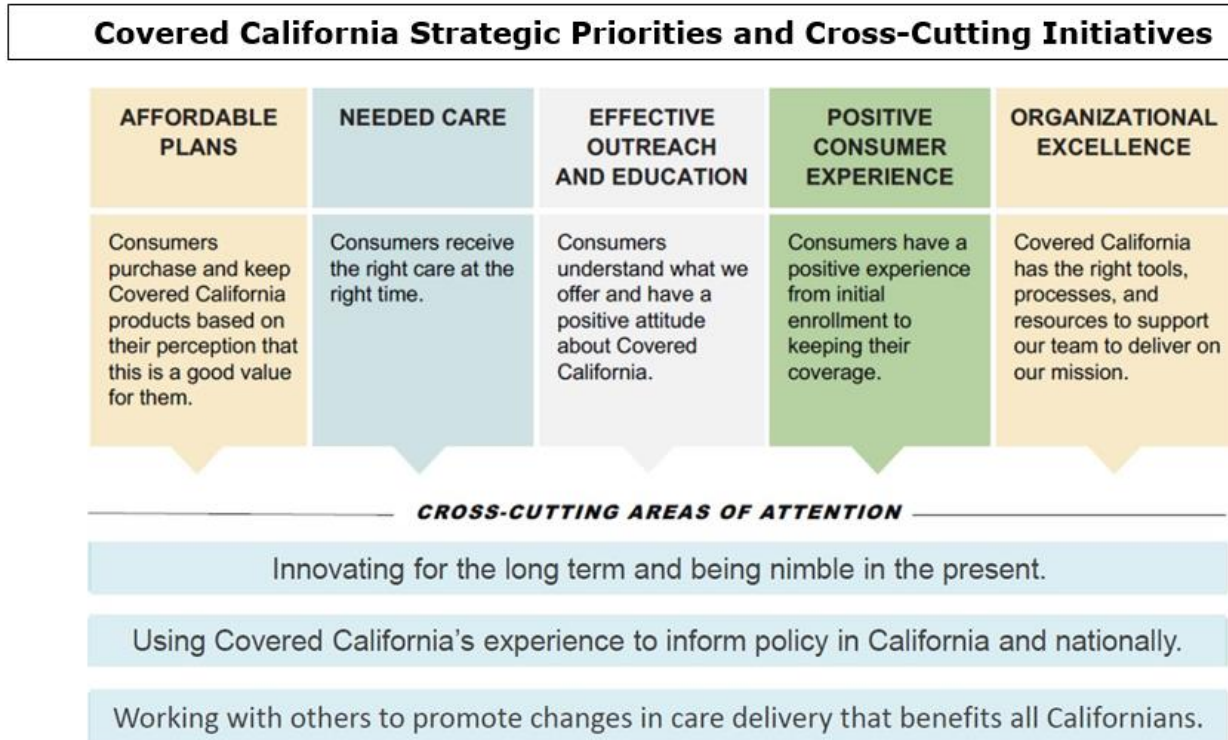 Covered California Strategic Priorities and Cross-Cutting Initiatives
AFFORDABLE
PLANS
Consumers
purchase and keep
Covered California
products based on
their perception that
this is a good value
for them.
NEEDED CARE
Consumers receive
the right care at the
right time.
EFFECTIVE
OUTREACH
AND EDUCATION
Consumers
understand what we
offer and have a
positive attitude
about Covered
California.
POSITIVE
CONSUMER
EXPERIENCE
Consumers have a
positive experience
from initial
enrollment to
keeping their
coverage.
ORGANIZATIONAL
EXCELLENCE
Covered California
has the right tools,
processes, and
resources to support
our team to deliver on
our mission.
CROSS-CUTTING AREAS OF ATTENTION
Innovating for the long term and being nimble in the present.
Using Covered California’s experience to inform policy in California and nationally.
Working with others to promote changes in care delivery that benefits all Californians.